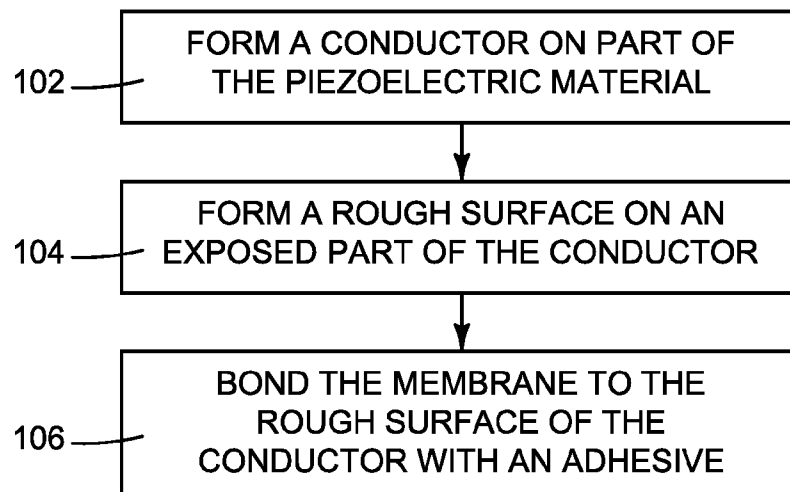 FORM A CONDUCTOR ON PART OF
102
THE PIEZOELECTRIC MATERIAL
FORM A ROUGH SURFACE ON AN
104
EXPOSED PART OF THE CONDUCTOR
BOND THE MEMBRANE TO THE
ROUGH SURFACE OF THE
106
CONDUCTOR WITH AN ADHESIVE